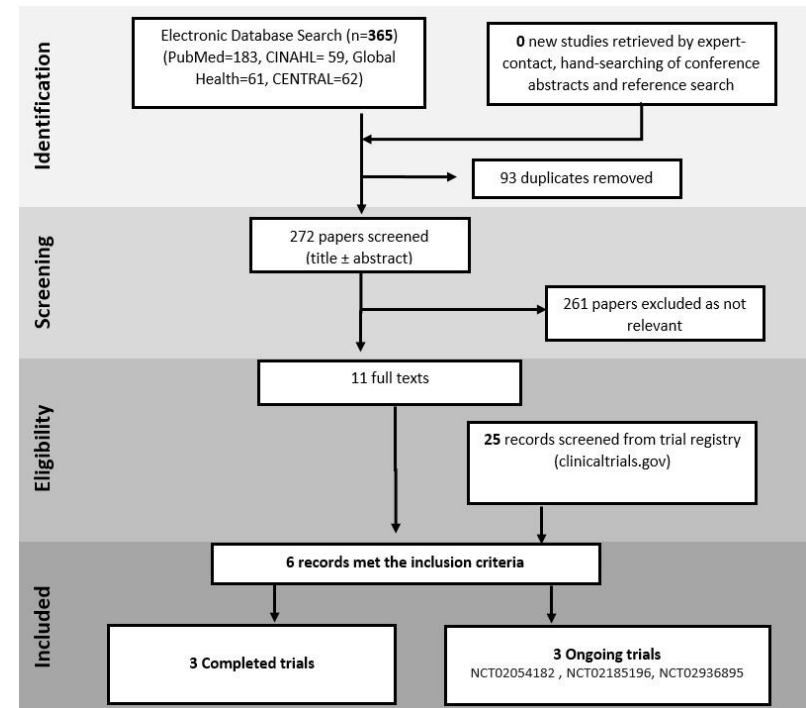 Identification
Electronic Database Search (n=365)
(PubMed=183, CINAHL= 59, Global
Health=61, CENTRAL=62)
0 new studies retrieved by expert-
contact, hand-searching of conference
abstracts and reference search
93 duplicates removed
Screening
272 papers screened
(title ± abstract)
261 papers excluded as not
relevant
Eligibility
11 full texts
25 records screened from trial registry
(clinicaltrials.gov)
Included
6 records met the inclusion criteria
3 Completed trials
3 Ongoing trials
NCT02054182 , NCT02185196, NCT02936895